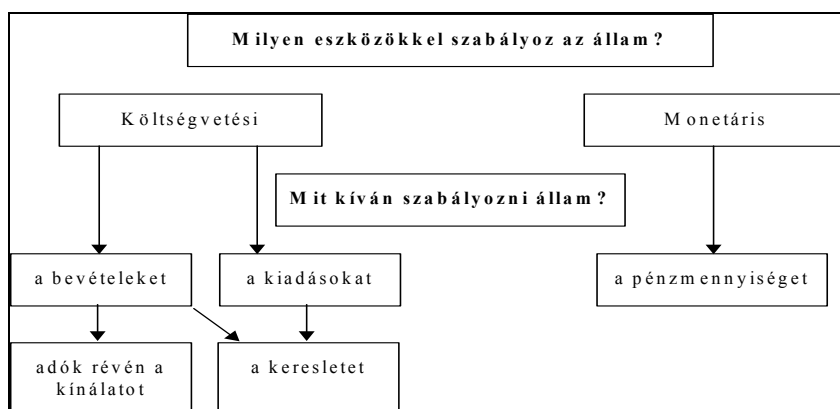 Milyen eszközökkel szabályoz az állam?
Költségvetési
Monetáris
Mit kíván szabályozni állam?
a bevételeket
a kiadásokat
a pénzmennyiséget
adók révén a
kínálatot
a keresletet